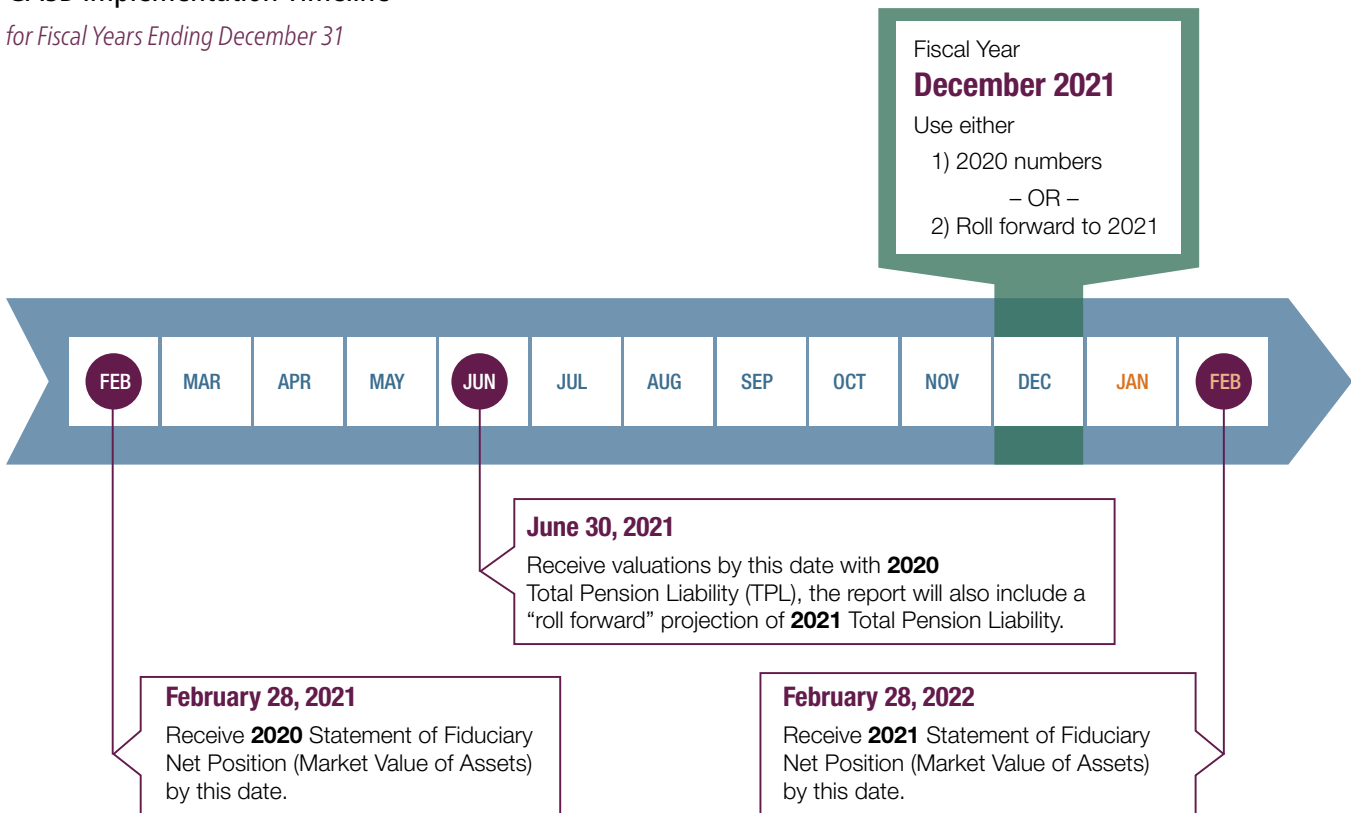 Implementation Timeline
for Fiscal Years Ending December 31
Fiscal Year
December 2021
Use either
1) 2020 numbers
– OR –
2) Roll forward to 2021
FEB MAR APR MAY JUN JUL AUG SEP OCT NOV DEC JAN FEB
June 30, 2021
Receive valuations by this date with 2020
Total Pension Liability (TPL), the report will also include a
“roll forward” projection of 2021 Total Pension Liability.
February 28, 2021
Receive 2020 Statement of Fiduciary
Net Position (Market Value of Assets)
by this date.
February 28, 2022
Receive 2021 Statement of Fiduciary
Net Position (Market Value of Assets)
by this date.